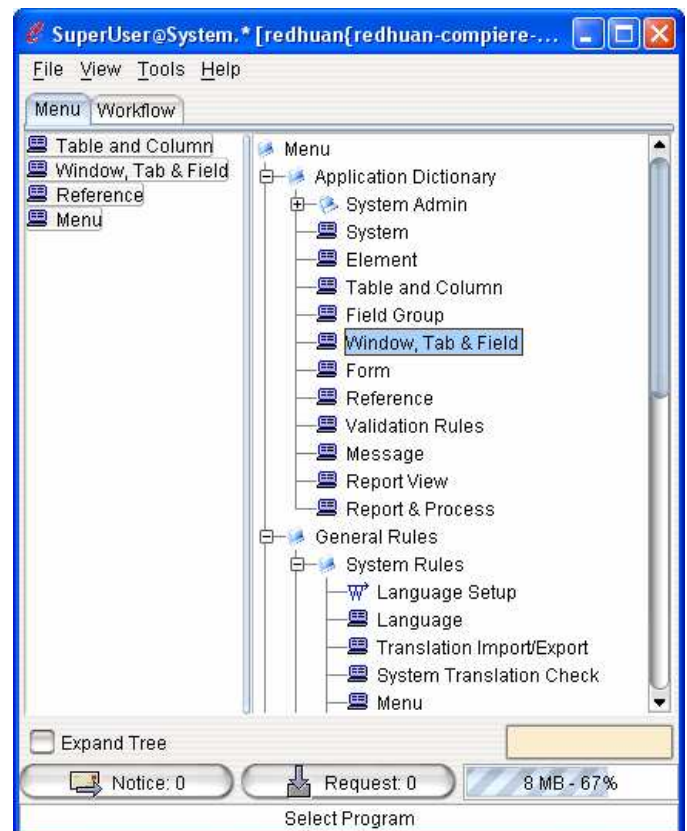 SuperUser@System.* [redhuan{redhuan-compiere-...
File View Tools Help
Menu Workflow
Table and Column
Window, Tab & Field
Reference
Menu
Menu
Application Dictionary
System Admin
System
Element
Table and Column
Field Group
Window, Tab & Field
Form
Reference
Validation Rules
Message
Report View
Report & Process
General Rules
System Rules
Language Setup
Language
Translation Import/Export
System Translation Check
Menu
Expand Tree
Notice: 0 Request: 0 8 MB - 67%
Select Program